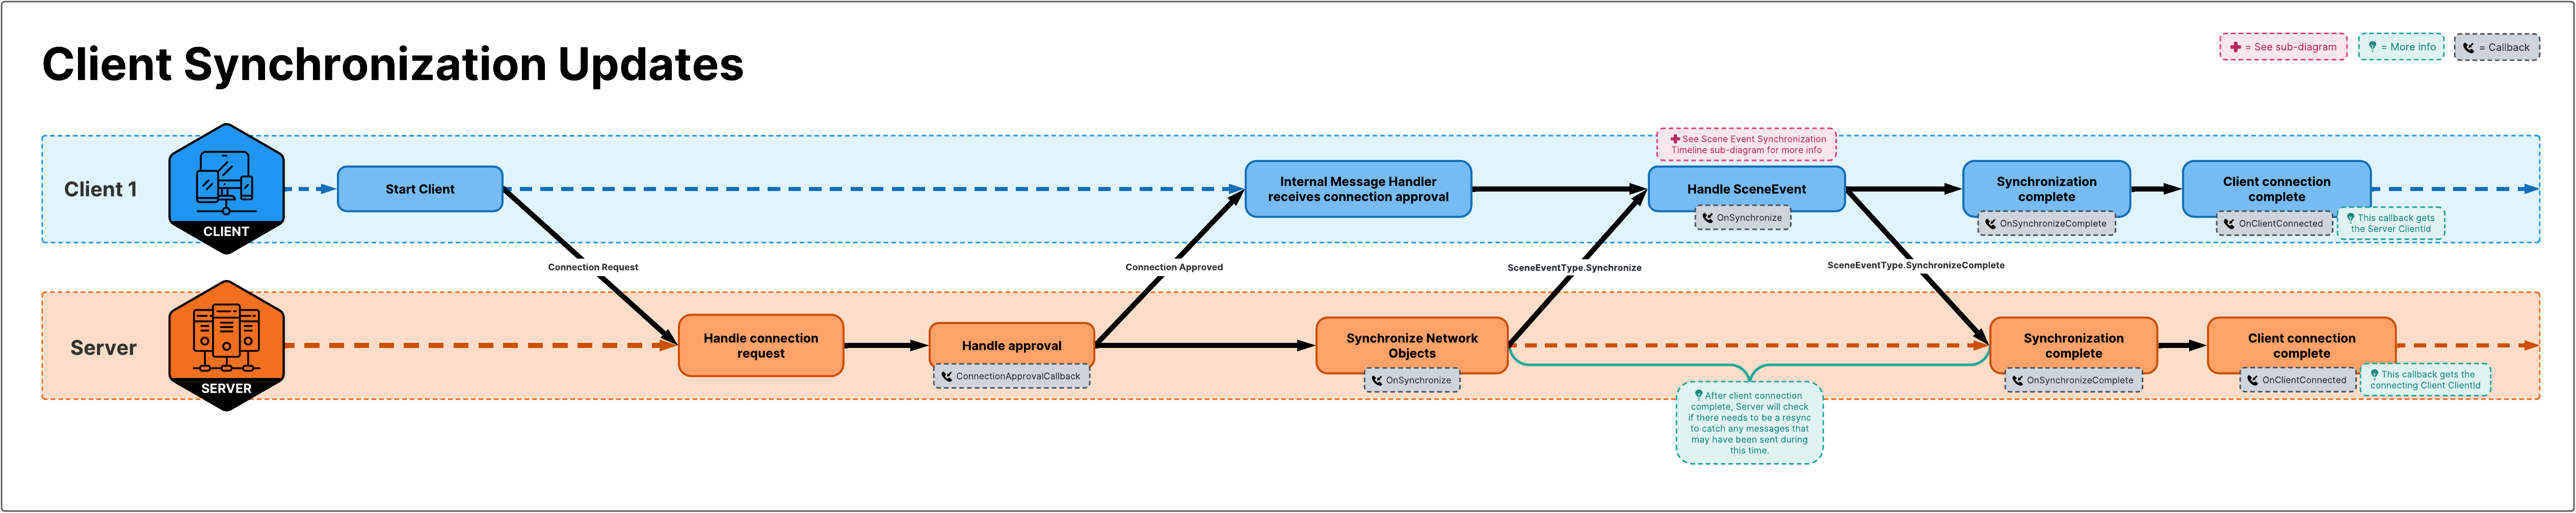 Client Synchronization Updates
= See sub-diagram
= More info
= Callback
Client 1
CLIENT
Start Client
Internal Message Handler
receives connection approval
See Scene Event Synchronization
Timeline sub-diagram for more info
Handle SceneEvent
OnSynchronize
Synchronization
complete
OnSynchronizeComplete
Client connection
complete
OnClientConnected
This callback gets
the Server ClientId
Connection Request
Connection Approved
SceneEventType.Synchronize
SceneEventType.SynchronizeComplete
Server
SERVER
Handle connection
request
Handle approval
ConnectionApprovalCallback
Synchronize Network
Objects
OnSynchronize
After client connection
complete, Server will check
if there needs to be a resync
to catch any messages that
may have been sent during
this time.
Synchronization
complete
OnSynchronizeComplete
Client connection
complete
OnClientConnected
This callback gets the
connecting Client ClientId